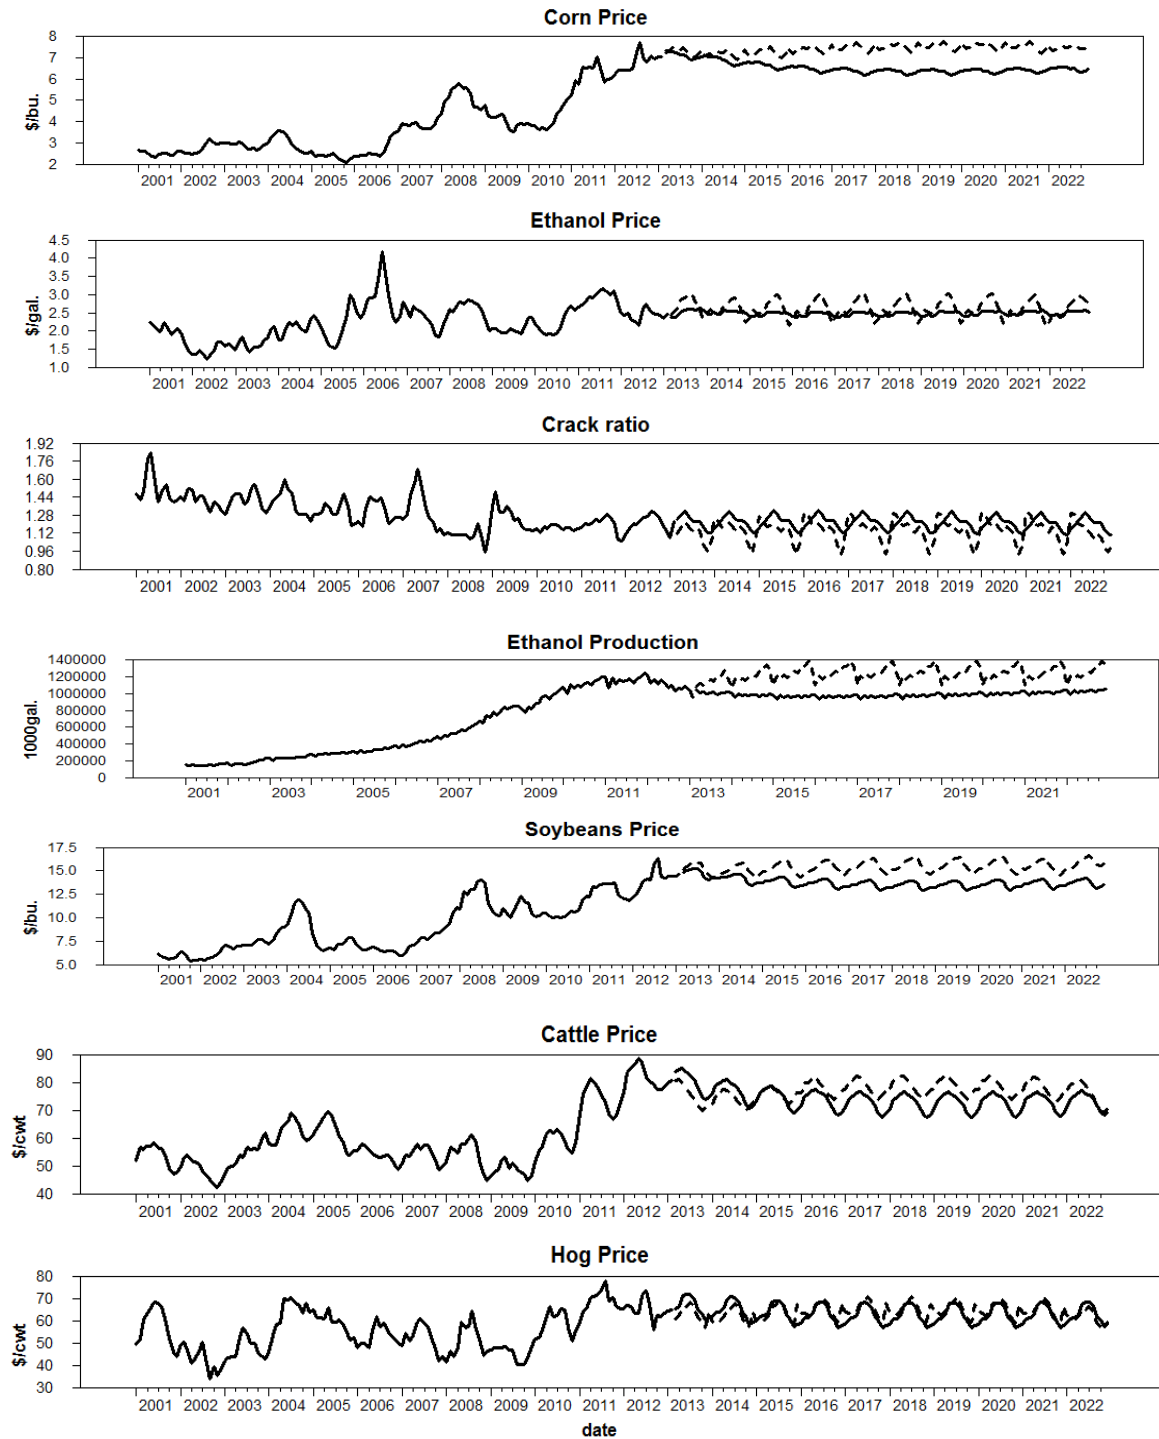 Corn Price
8
7
6
5
4
3
2
$/bu.
2001 2002 2003 2004 2005 2006 2007 2008 2009 2010 2011 2012 2013 2014 2015 2016 2017 2018 2019 2020 2021 2022
Ethanol Price
4.5
4.0
3.5
3.0
2.5
2.0
1.5
1.0
$/gal.
2001 2002 2003 2004 2005 2006 2007 2008 2009 2010 2011 2012 2013 2014 2015 2016 2017 2018 2019 2020 2021 2022
Crack ratio
1.92
1.76
1.60
1.44
1.28
1.12
0.96
0.80
2001 2002 2003 2004 2005 2006 2007 2008 2009 2010 2011 2012 2013 2014 2015 2016 2017 2018 2019 2020 2021 2022
Ethanol Production
1400000
1200000
1000000
800000
600000
400000
200000
0
1000gal.
2001 2003 2005 2007 2009 2011 2013 2015 2017 2019 2021
Soybeans Price
17.5
15.0
12.5
10.0
7.5
5.0
$/bu.
2001 2002 2003 2004 2005 2006 2007 2008 2009 2010 2011 2012 2013 2014 2015 2016 2017 2018 2019 2020 2021 2022
Cattle Price
90
80
70
60
50
40
$/cwt
2001 2002 2003 2004 2005 2006 2007 2008 2009 2010 2011 2012 2013 2014 2015 2016 2017 2018 2019 2020 2021 2022
Hog Price
80
70
60
50
40
30
$/cwt
2001 2002 2003 2004 2005 2006 2007 2008 2009 2010 2011 2012 2013 2014 2015 2016 2017 2018 2019 2020 2021 2022
date